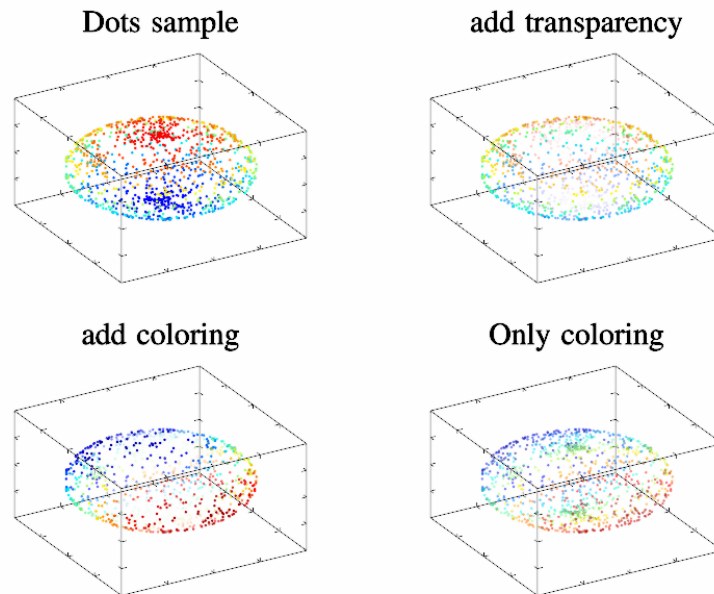 Dots sample
add transparency
add coloring
Only coloring